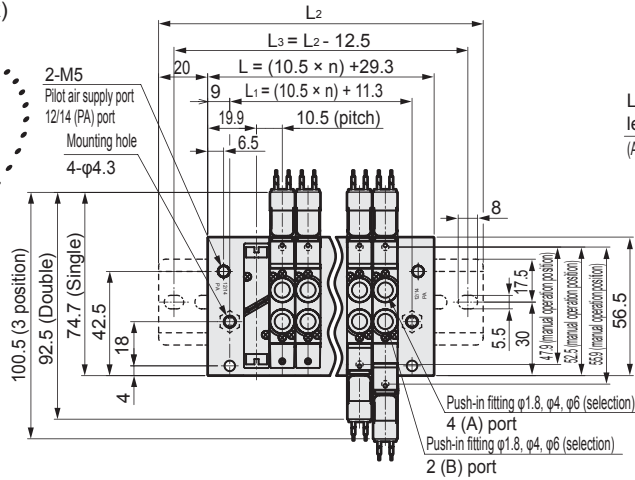 )
L2
L3 = L2 - 12.5
20
L = (10.5 × n) +29.3
2-M5
Pilot air supply port
12/14 (PA) port
9
L1 = (10.5 × n) + 11.3
19.9
10.5 (pitch)
Mounting hole
4-φ4.3
6.5
L
le
(A
8
100.5 (3 position)
92.5 (Double)
74.7 (Single)
42.5
18
4
12/14
PA
17.5
5.5
30
47.9 (manual operation position)
52.5 (manual operation position)
55.9 (manual operation position)
56.5
Push-in fitting φ1.8, φ4, φ6 (selection)
4 (A) port
Push-in fitting φ1.8, φ4, φ6 (selection)
2 (B) port